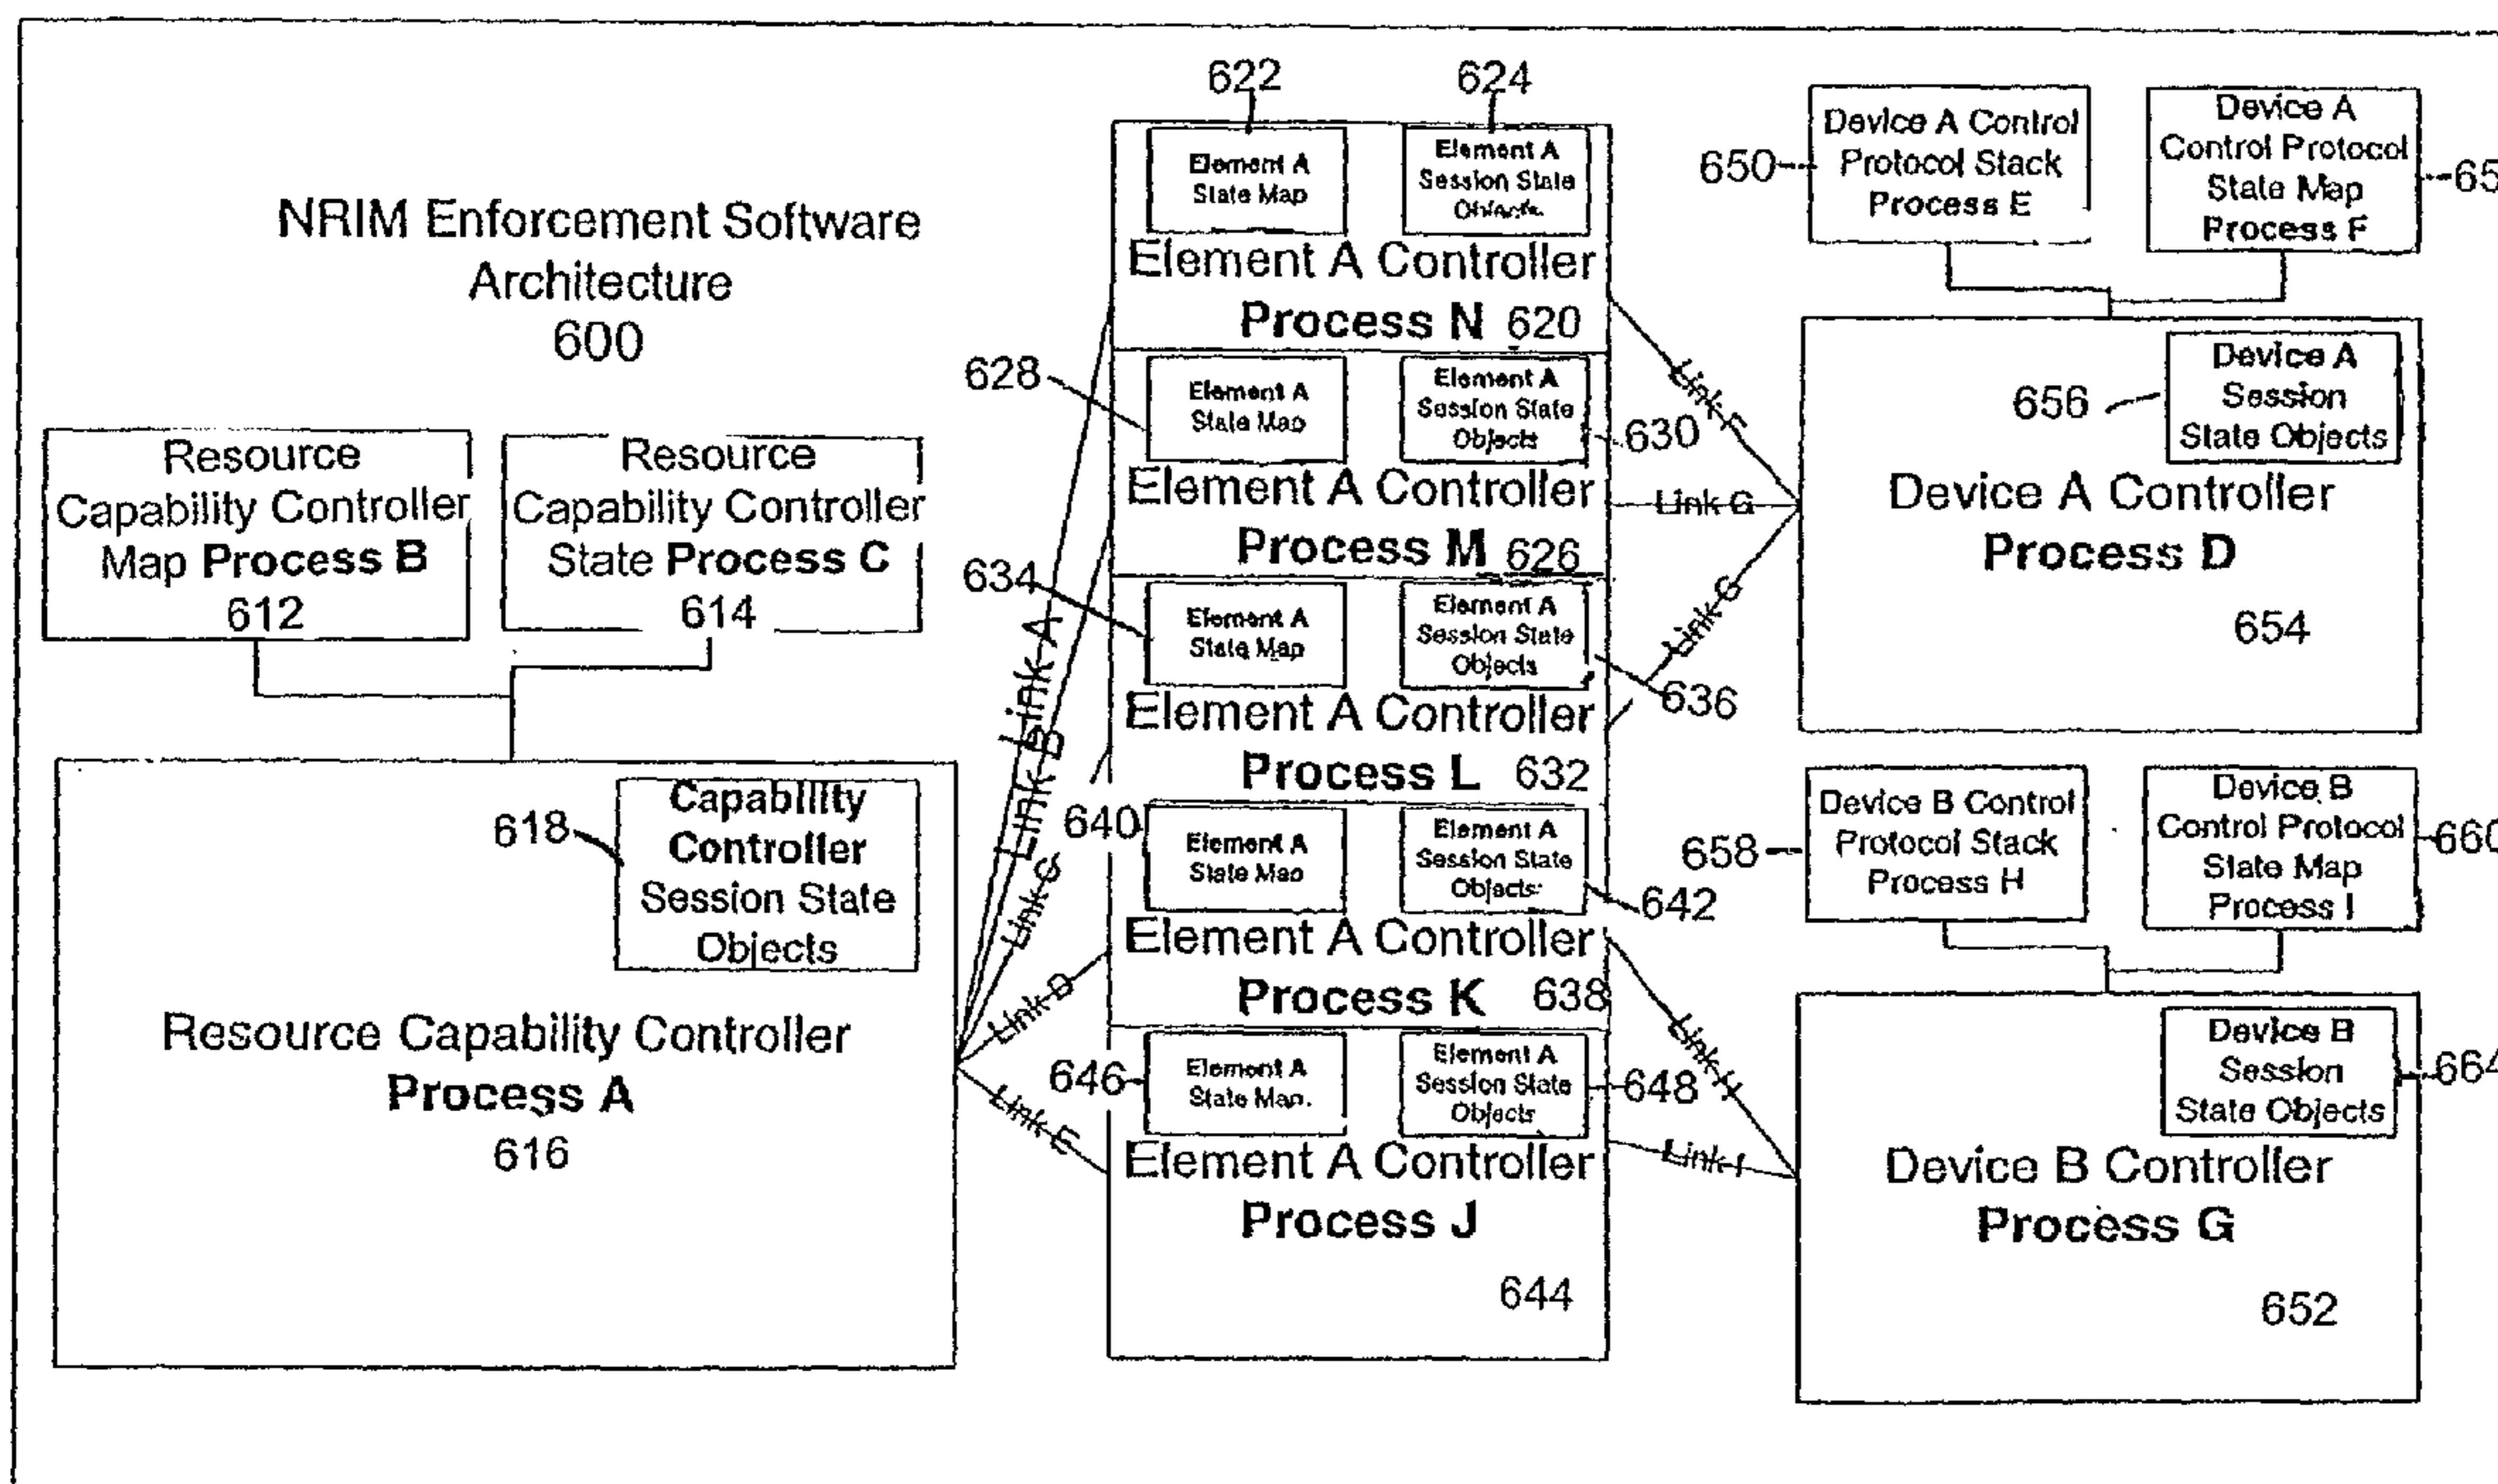 NRIM Enforcement Software
Architecture
600
Resource
Capability Controller
Map Process B
612
Resource
Capability Controller
State Process C
614
618
Capability
Controller
Session State
Objects
Resource Capability Controller
Process A
616
Link A
Link B
Link C
Link D
Link E
622
624
Element A
State Map
Element A
Session State
Objects
Element A Controller
Process N 620
628
Element A
State Map
Element A
Session State
Objects
630
Element A Controller
Process M 626
634
Element A
State Map
Element A
Session State
Objects
636
Element A Controller
Process L 632
640
Element A
State Map
Element A
Session State
Objects
642
Element A Controller
Process K 638
646
Element A
State Map
Element A
Session State
Objects
648
Element A Controller
Process J
644
Link
Link G
Link G
Link
Link I
650
Device A Control
Protocol Stack
Process E
Device A
Control Protocol
State Map
Process F
65
656
Device A
Session
State Objects
Device A Controller
Process D
654
658
Device B Control
Protocol Stack
Process H
Device B
Control Protocol
State Map
Process I
660
Device B
Session
State Objects
664
Device B Controller
Process G
652